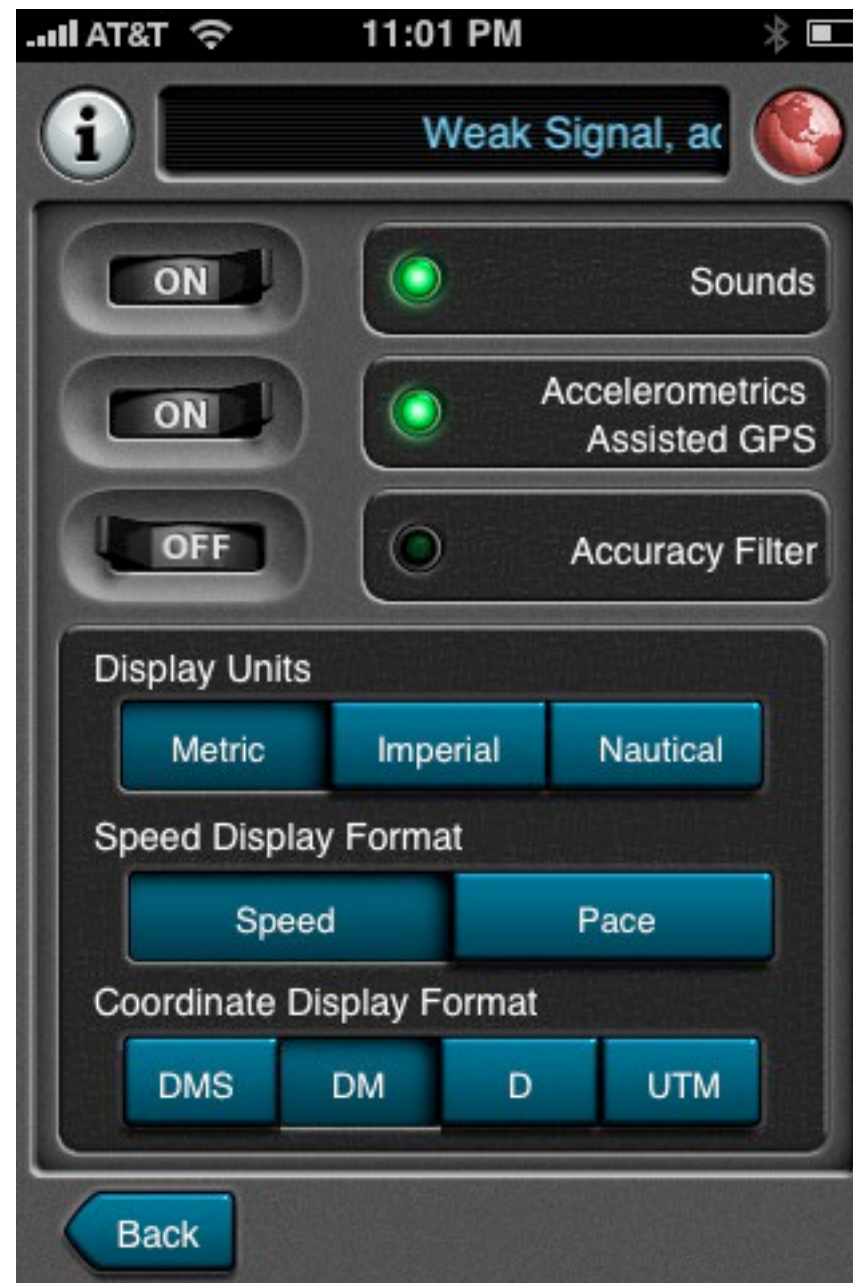 AT&T 11:01 PM
Weak Signal,
ON Sounds
ON Accelerometrics
Assisted GPS
OFF Accuracy Filter
Display Units
Metric Imperial Nautical
Speed Display Format
Speed Pace
Coordinate Display Format
DMS DM D UTM
Back